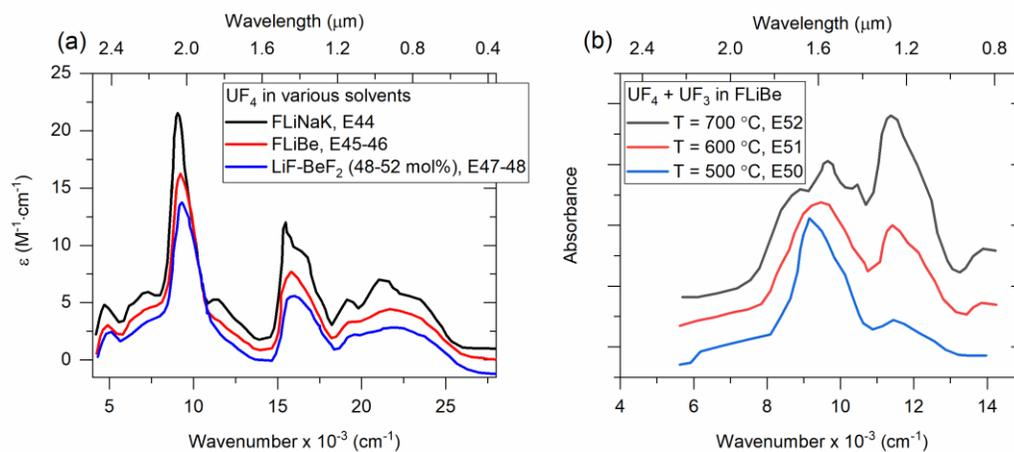 Wavelength (μm)
(a)
2.4 2.0 1.6 1.2 0.8 0.4
25
20
15
10
5
0
ε (M⁻¹·cm⁻¹)
UF₄ in various solvents
FLiNaK, E44
FLiBe, E45-46
LiF-BeF₂ (48-52 mol%), E47-48
5 10 15 20 25
Wavenumber x 10⁻³ (cm⁻¹)
Wavelength (μm)
(b)
2.4 2.0 1.6 1.2 0.8
Absorbance
UF₄ + UF₃ in FLiBe
T = 700 °C, E52
T = 600 °C, E51
T = 500 °C, E50
4 6 8 10 12 14
Wavenumber x 10⁻³ (cm⁻¹)